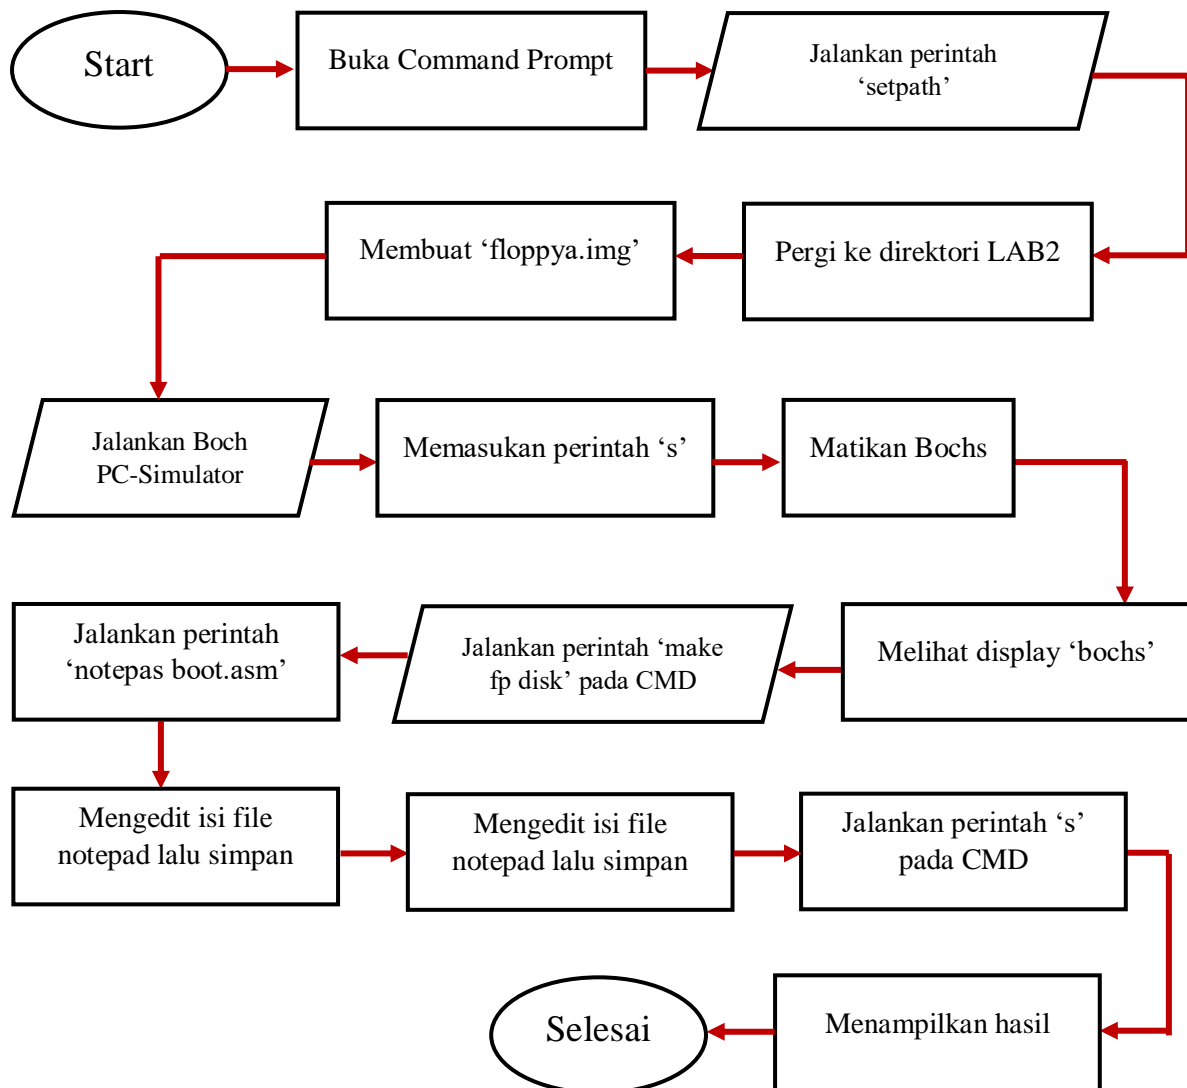 Start
Buka Command Prompt
Jalankan perintah
‘setpath’
Pergi ke direktori LAB2
Membuat ‘floppya.img’
Jalankan Boch
PC-Simulator
Memasukan perintah ‘s’
Matikan Bochs
Melihat display ‘bochs’
Jalankan perintah ‘make
fp disk’ pada CMD
Jalankan perintah
‘notepas boot.asm’
Mengedit isi file
notepad lalu simpan
Mengedit isi file
notepad lalu simpan
Jalankan perintah ‘s’
pada CMD
Menampilkan hasil
Selesai